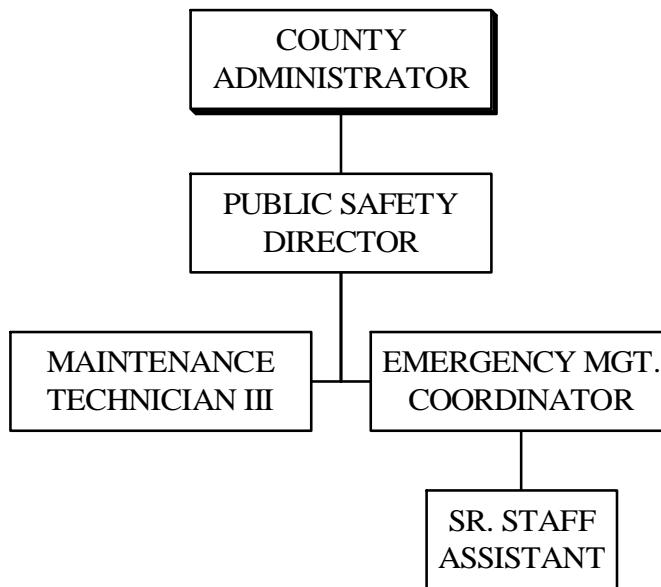 COUNTY
ADMINISTRATOR
PUBLIC SAFETY
DIRECTOR
MAINTENANCE
TECHNICIAN III
EMERGENCY MGT.
COORDINATOR
SR. STAFF
ASSISTANT